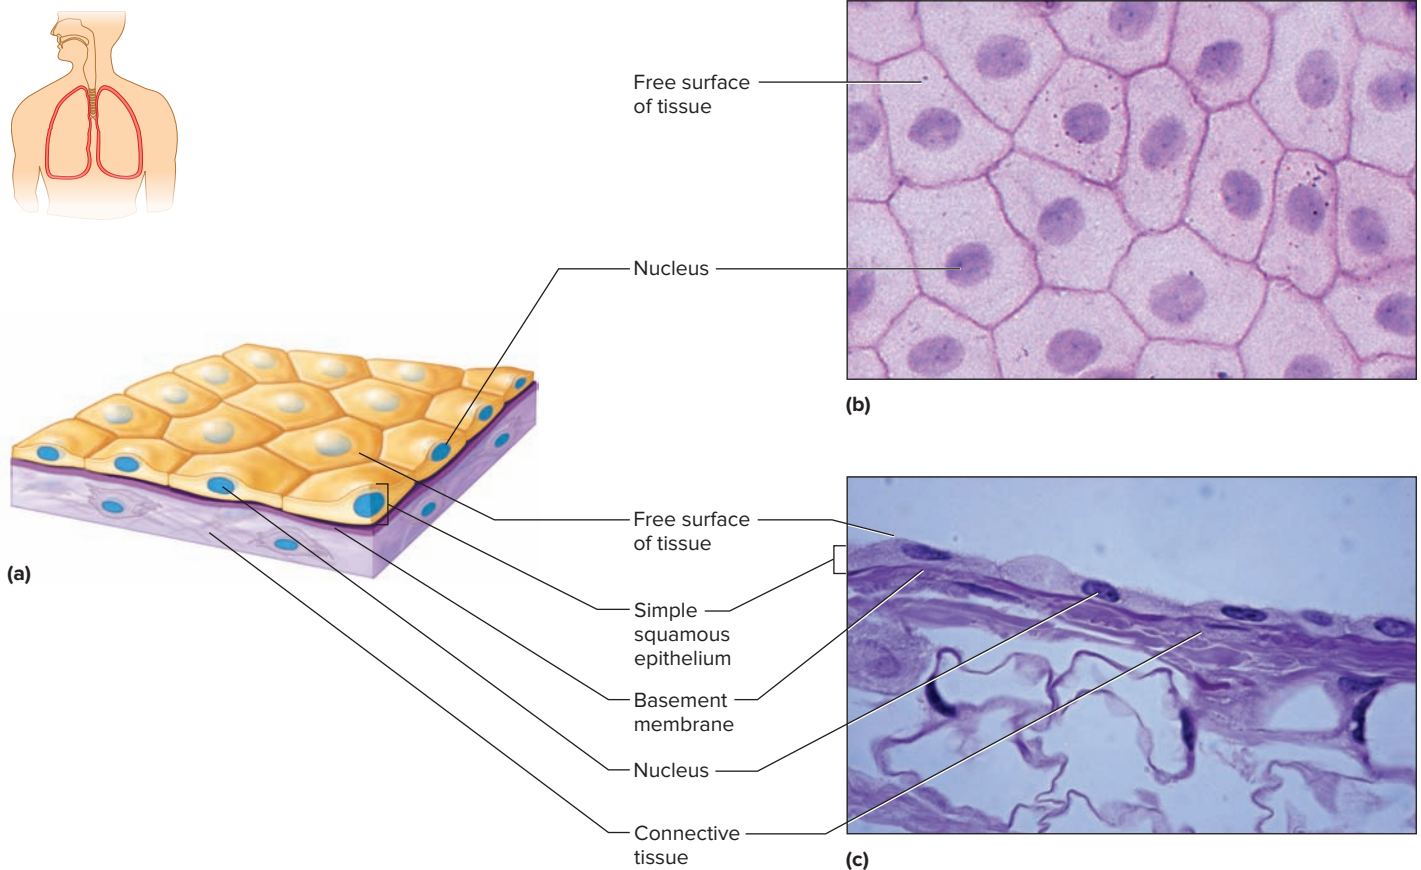 Free surface
of tissue
Nucleus
(b)
Free surface
of tissue
(a)
Simple
squamous
epithelium
Basement
membrane
Nucleus
Connective
tissue
(c)